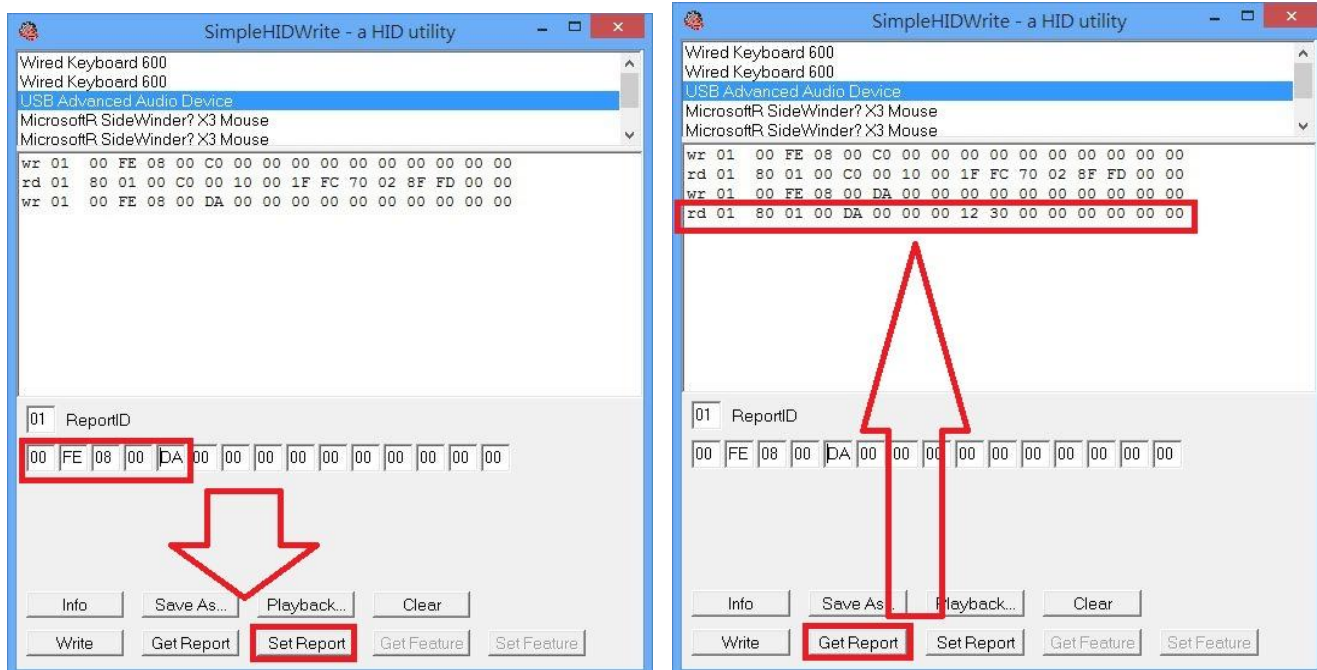 SimpleHIDWrite - a HID utility
Wired Keyboard 600
Wired Keyboard 600
USB Advanced Audio Device
MicrosoftR SideWinder? X3 Mouse
MicrosoftR SideWinder? X3 Mouse
wr 01 00 FE 08 00 C0 00 00 00 00 00 00 00 00 00 00
rd 01 80 01 00 C0 00 10 00 1F FC 70 02 8F FD 00 00
wr 01 00 FE 08 00 DA 00 00 00 00 00 00 00 00 00 00
01 ReportID
00 FE 08 00 DA 00 00 00 00 00 00 00 00 00 00
Info Save As... Playback... Clear
Write Get Report Set Report Get Feature Set Feature
SimpleHIDWrite - a HID utility
Wired Keyboard 600
Wired Keyboard 600
USB Advanced Audio Device
MicrosoftR SideWinder? X3 Mouse
MicrosoftR SideWinder? X3 Mouse
wr 01 00 FE 08 00 C0 00 00 00 00 00 00 00 00 00 00
rd 01 80 01 00 C0 00 10 00 1F FC 70 02 8F FD 00 00
wr 01 00 FE 08 00 DA 00 00 00 00 00 00 00 00 00 00
rd 01 80 01 00 DA 00 00 00 12 30 00 00 00 00 00 00
01 ReportID
00 FE 08 00 DA 00 00 00 00 00 00 00 00 00 00
Info Save As.. Playback... Clear
Write Get Report Set Report Get Feature Set Feature